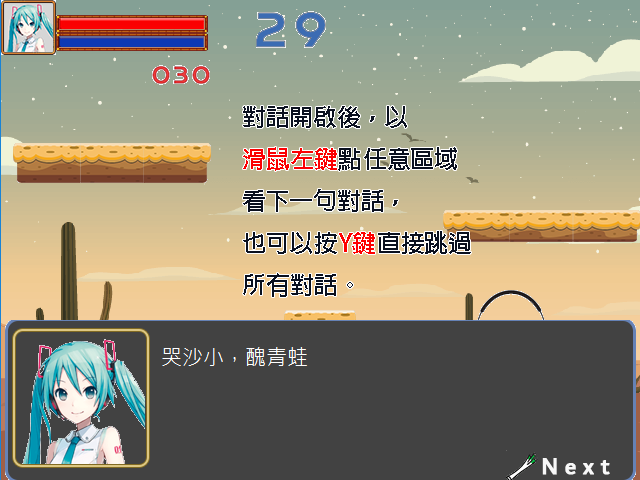 29
030
對話開啟後，以
滑鼠左鍵點任意區域
看下一句對話，
也可以按Y鍵直接跳過
所有對話。
哭沙小，醜青蛙
Next